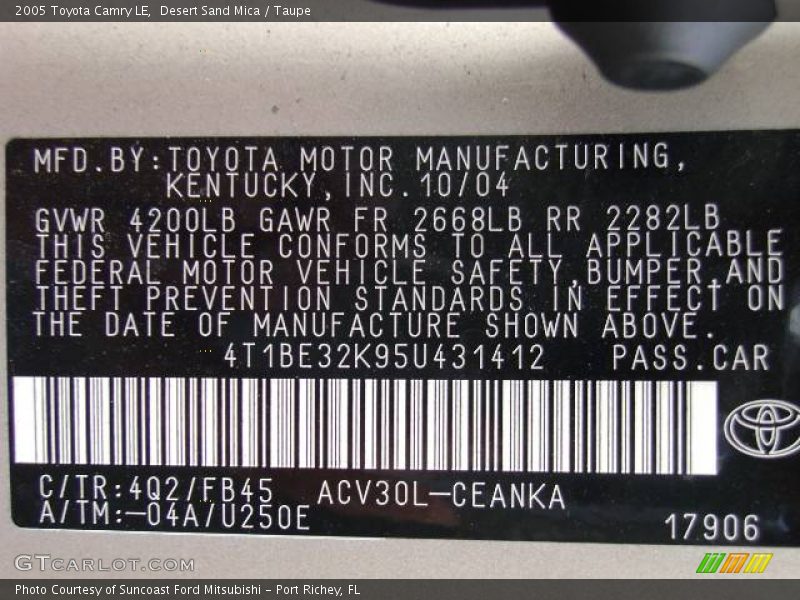 2005 Toyota Camry LE,  Desert Sand Mica / Taupe
MFD.BY:TOYOTA MOTOR MANUFACTURING,
KENTUCKY,INC.10/04
GVWR 4200LB GAWR FR 2668LB RR 2282LB
THIS VEHICLE CONFORMS TO ALL APPLICABLE
FEDERAL MOTOR VEHICLE SAFETY,BUMPER,AND
THEFT PREVENTION STANDARDS IN EFFECT ON
THE DATE OF MANUFACTURE SHOWN ABOVE.
4T1BE32K95U431412 PASS.CAR
C/TR:4Q2/FB45 ACV30L-CEANKA
A/TM:-04A/U250E
17906
GTCARLOT.COM
Photo Courtesy of Suncoast Ford Mitsubishi - Port Richey, FL